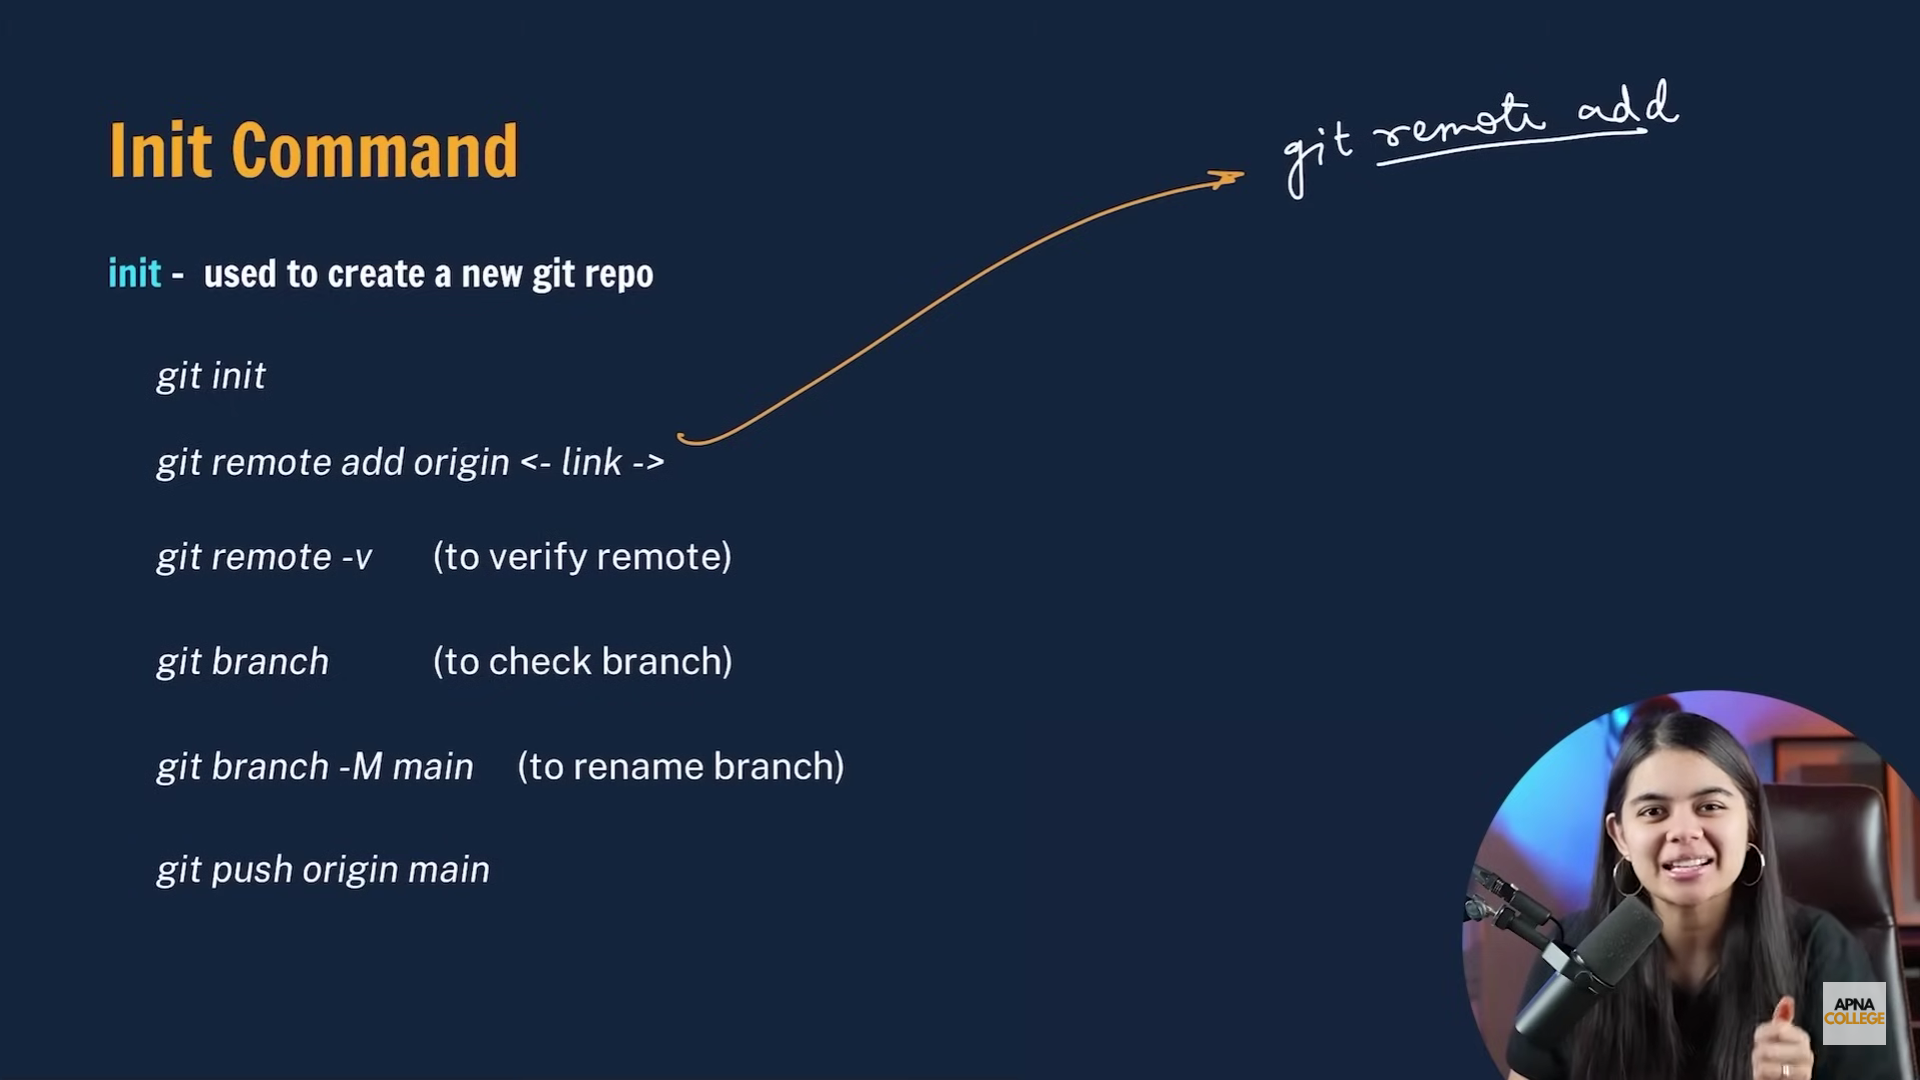 Init Command
git remote add
init - used to create a new git repo
git init
git remote add origin <- link ->
git remote -v (to verify remote)
git branch (to check branch)
git branch -M main (to rename branch)
git push origin main
APNA
COLLEGE